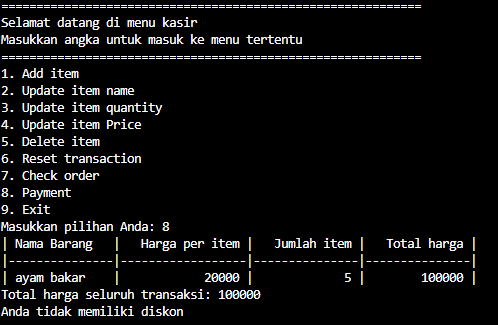 ============================================================
Selamat datang di menu kasir
Masukkan angka untuk masuk ke menu tertentu
============================================================
1. Add item
2. Update item name
3. Update item quantity
4. Update item Price
5. Delete item
6. Reset transaction
7. Check order
8. Payment
9. Exit
Masukkan pilihan Anda: 8
| Nama Barang   |   Harga per item |   Jumlah item |   Total harga |
|---------------|------------------|---------------|---------------|
| ayam bakar    |            20000 |             5 |        100000 |
Total harga seluruh transaksi: 100000
Anda tidak memiliki diskon